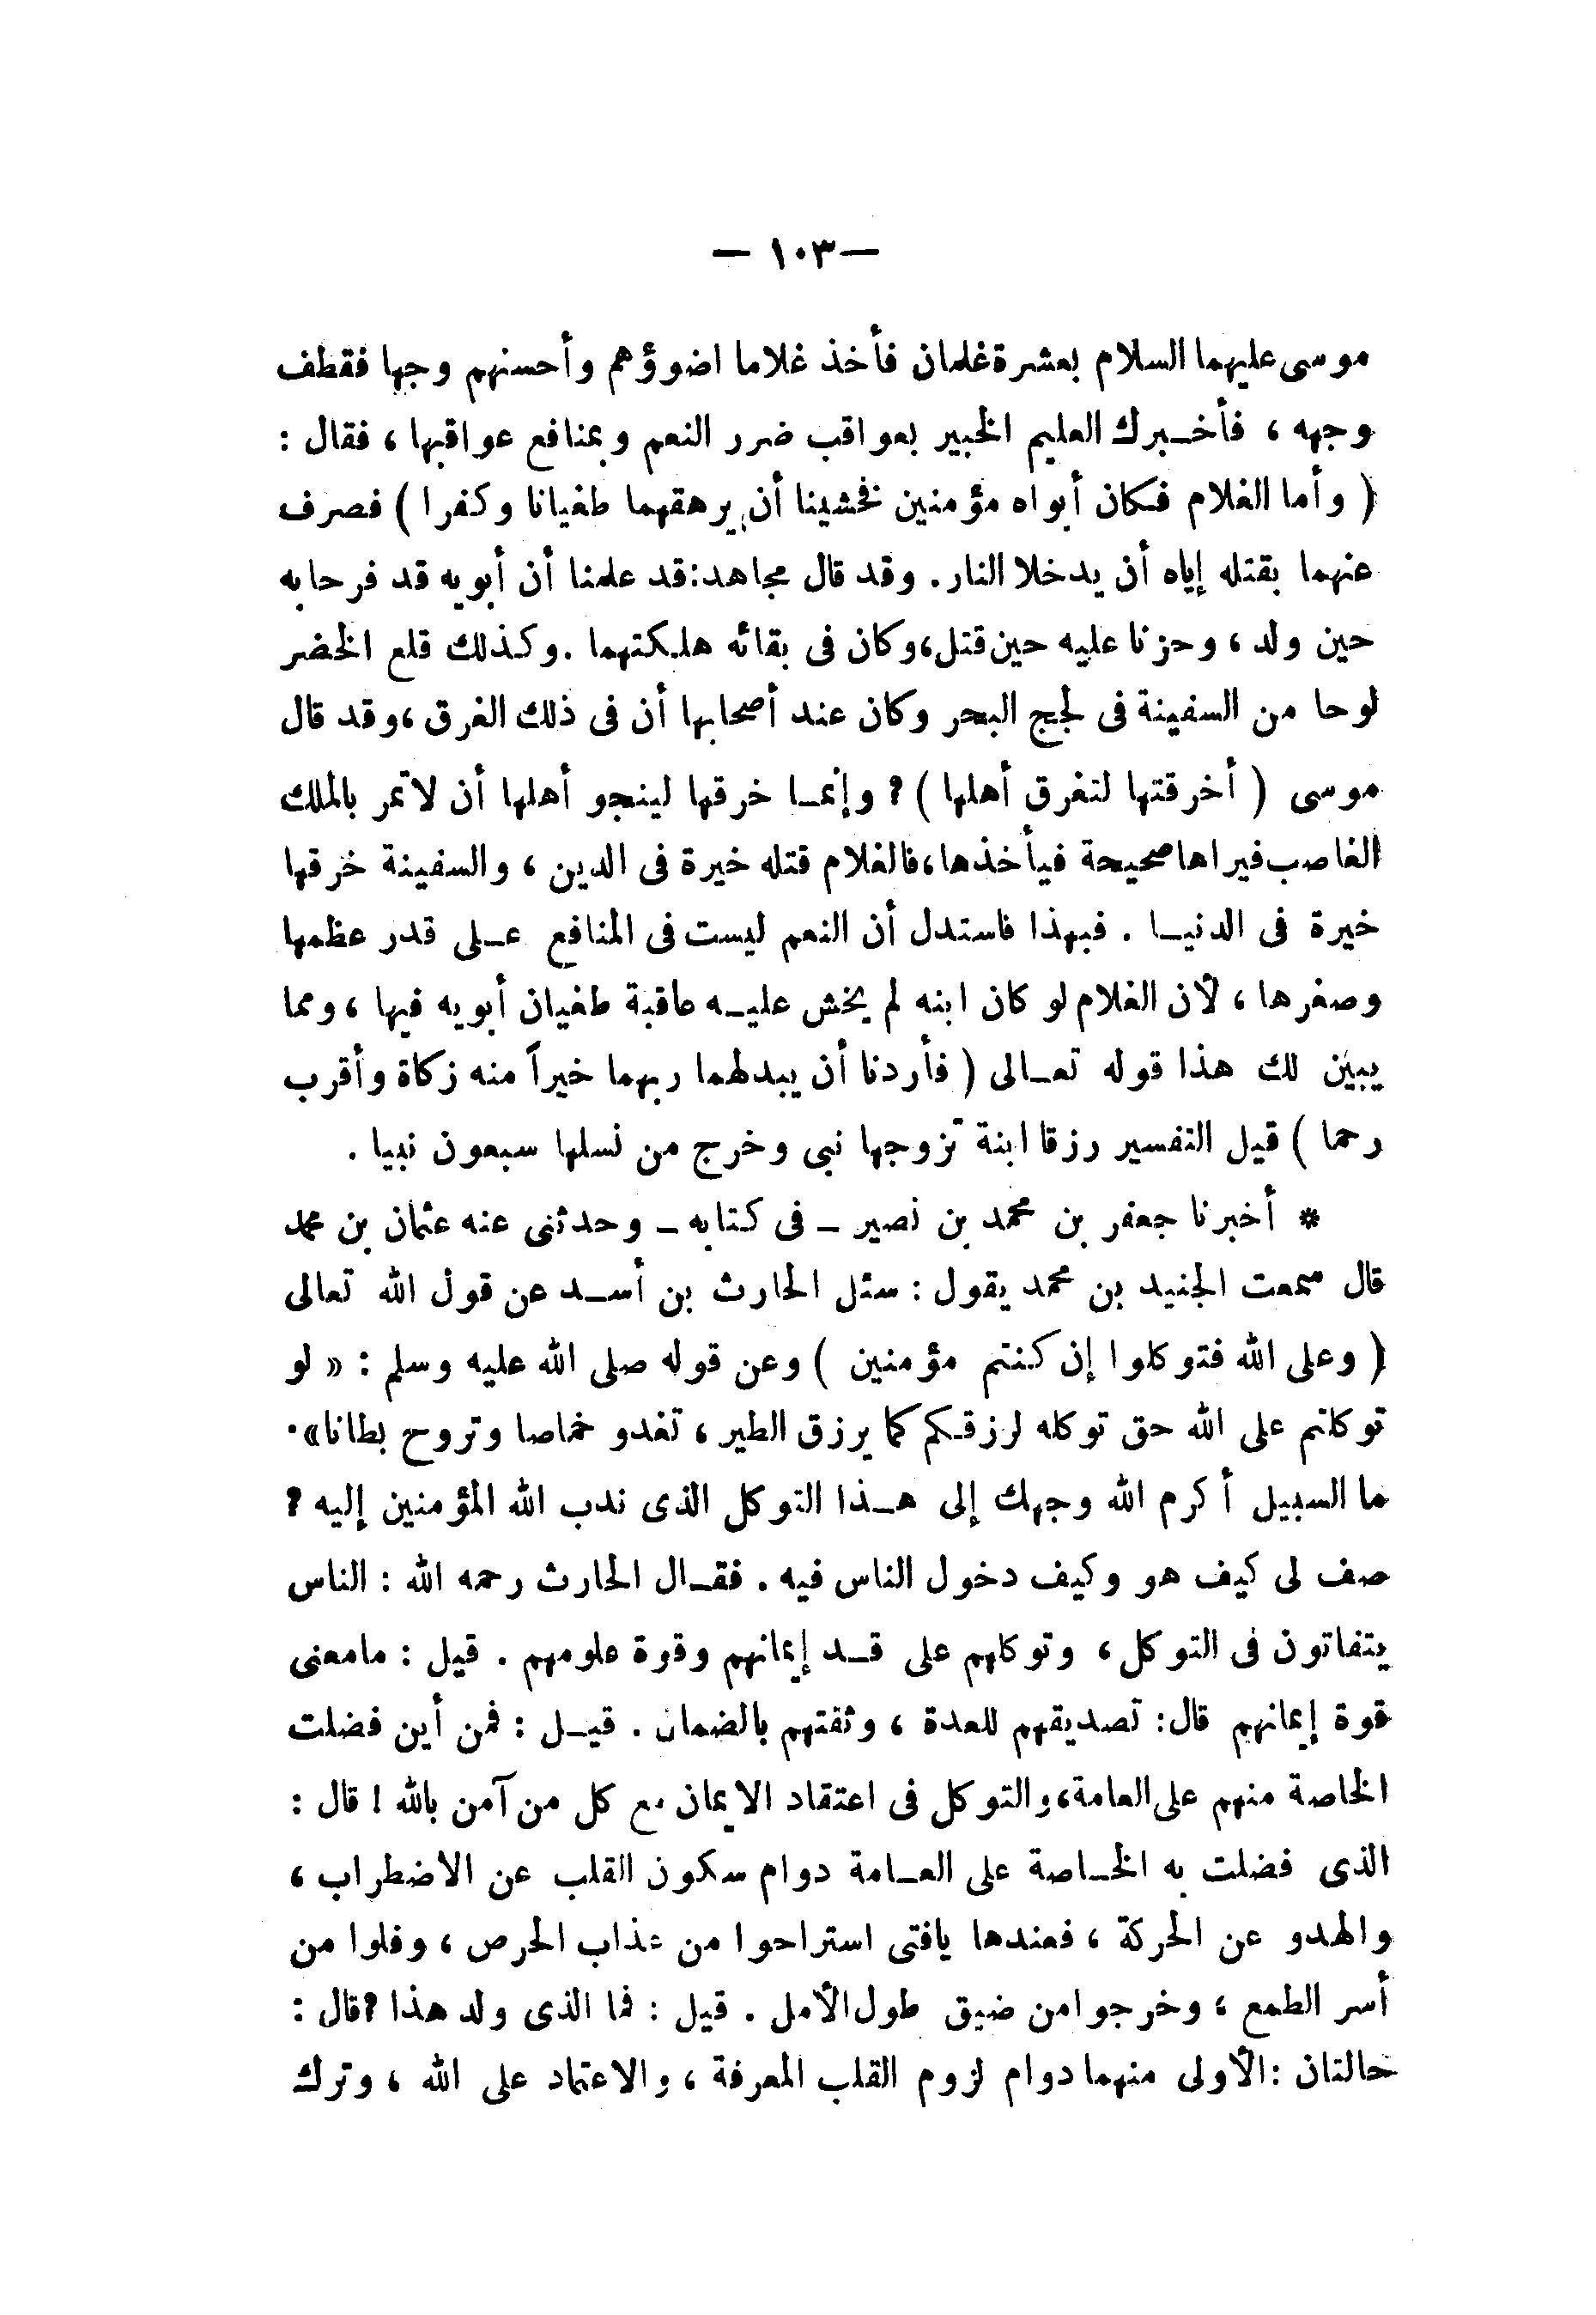 — ١٠٣ —
موسى عليهما السلام بعشرة غلمان فأخذ غلاما اضوؤهم وأحسنهم وجها فقطف
وجهه ، فأخبرك العليم الخبير بعواقب ضرر النعم وبمنافع عواقبها ، فقال :
( وأما الغلام فكان أبواه مؤمنين فخشينا أن يرهقهما طغيانا وكفرا ) فصرف
عنهما بقتله إياه أن يدخلا النار . وقد قال مجاهد : قد علمنا أن أبويه قد فرحا به
حين ولد ، وحزنا عليه حين قتل ، وكان فى بقائه هلكتهما . وكذلك قلع الخضر
لوحا من السفينة فى لجج البحر وكان عند أصحابها أن فى ذلك الغرق ، وقد قال
موسى ( أخرقتها لتغرق أهلها ) ؟ وإنما خرقها لينجو أهلها أن لا تمر بالملك
الغاصب فيراها صحيحة فيأخذها ، فالغلام قتله خيرة فى الدين ، والسفينة خرقها
خيرة فى الدنيا . فبهذا فاستدل أن النعم ليست فى المنافع على قدر عظمها
وصغرها ، لأن الغلام لو كان ابنه لم يخش عليه عاقبة طغيان أبويه فيها ، ومما
يبين لك هذا قوله تعالى ( فأردنا أن يبدلهما ربهما خيراً منه زكاة وأقرب
رحما ) قيل التفسير رزقا ابنة تزوجها نبى وخرج من نسلها سبعون نبيا .
* أخبرنا جعفر بن محمد بن نصير ـ فى كتابه ـ وحدثنى عنه عثمان بن محمد
قال سمعت الجنيد بن محمد يقول : سئل الحارث بن أسد عن قول الله تعالى
( وعلى الله فتوكلوا إن كنتم مؤمنين ) وعن قوله صلى الله عليه وسلم : « لو
توكلتم على الله حق توكله لرزقكم كما يرزق الطير ، تغدو خماصا وتروح بطانا » .
ما السبيل أكرم الله وجهك إلى هذا التوكل الذى ندب الله المؤمنين إليه ؟
صف لى كيف هو وكيف دخول الناس فيه . فقال الحارث رحمه الله : الناس
يتفاتون فى التوكل ، وتوكلهم على قد إيمانهم وقوة علومهم . قيل : ما معنى
قوة إيمانهم قال : تصديقهم للعدة ، وثقتهم بالضمان . قيل : فمن أين فضلت
الخاصة منهم على العامة ، والتوكل فى اعتقاد الايمان مع كل من آمن بالله ! قال :
الذى فضلت به الخاصة على العامة دوام سكون القلب عن الاضطراب ،
والهدو عن الحركة ، فعندها يافتى استراحوا من عذاب الحرص ، وفلوا من
أسر الطمع ، وخرجوا من ضيق طول الأمل . قيل : فما الذى ولد هذا ؟ قال :
حالتان : الأولى منهما دوام لزوم القلب المعرفة ، والاعتماد على الله ، وترك